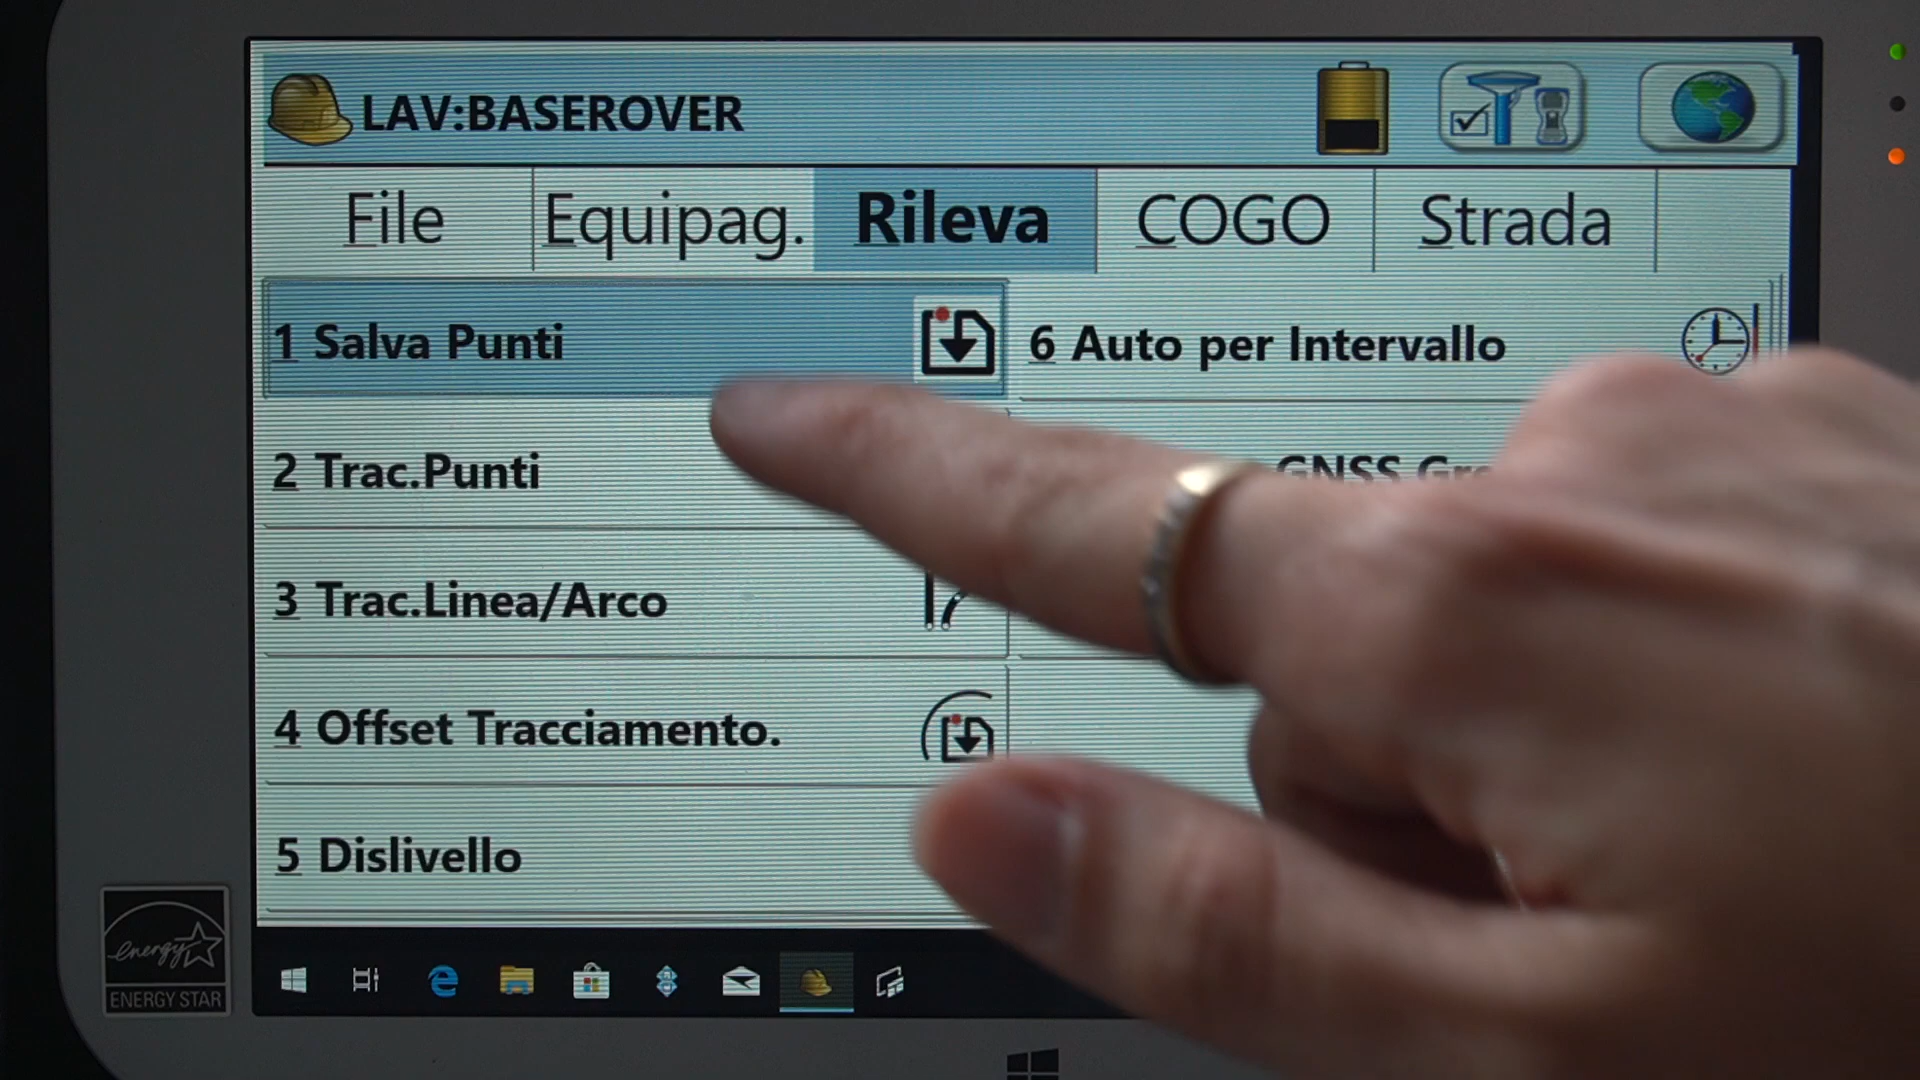 LAV:BASEROVER
File Equipag. Rileva COGO Strada
1 Salva Punti
6 Auto per Intervallo
2 Trac.Punti
GNSS
3 Trac.Linea/Arco
4 Offset Tracciamento.
5 Dislivello
energy
ENERGY STAR